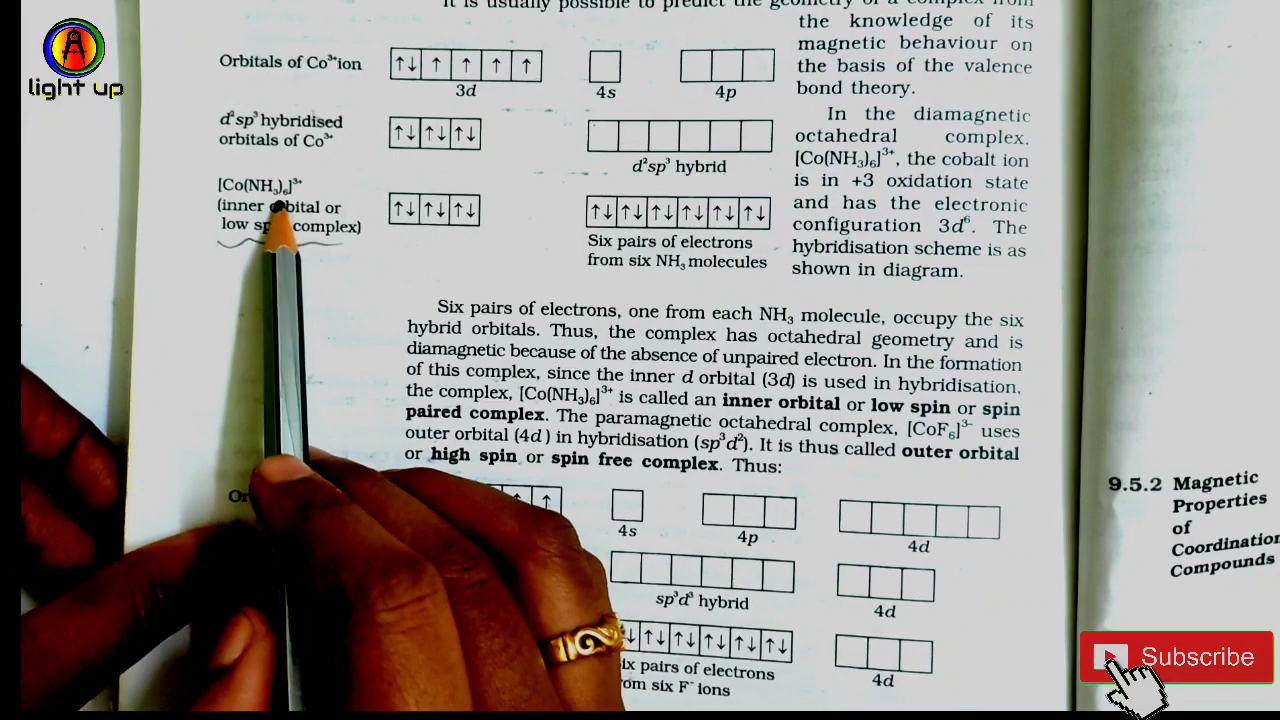 It is usually possible to predict the geometry of a complex from
the knowledge of its
magnetic behaviour on
the basis of the valence
bond theory.
light up
Orbitals of Co³⁺ion
↑↓ ↑ ↑ ↑ ↑
3d
4s
4p
In the diamagnetic
octahedral complex,
[Co(NH₃)₆]³⁺, the cobalt ion
is in +3 oxidation state
and has the electronic
configuration 3d⁶. The
hybridisation scheme is as
shown in diagram.
d²sp³ hybridised
orbitals of Co³⁺
↑↓ ↑↓ ↑↓
d²sp³ hybrid
[Co(NH₃)₆]³⁺
(inner orbital or
low spin complex)
↑↓ ↑↓ ↑↓
↑↓ ↑↓ ↑↓ ↑↓ ↑↓ ↑↓
Six pairs of electrons
from six NH₃ molecules
Six pairs of electrons, one from each NH₃ molecule, occupy the six
hybrid orbitals. Thus, the complex has octahedral geometry and is
diamagnetic because of the absence of unpaired electron. In the formation
of this complex, since the inner d orbital (3d) is used in hybridisation,
the complex, [Co(NH₃)₆]³⁺ is called an inner orbital or low spin or spin
paired complex. The paramagnetic octahedral complex, [CoF₆]³⁻ uses
outer orbital (4d) in hybridisation (sp³d²). It is thus called outer orbital
or high spin or spin free complex. Thus:
↑ ↑
4s
4p
4d
sp³d³ hybrid
4d
↑↓ ↑↓ ↑↓ ↑↓ ↑↓
pairs of electrons
six F⁻ ions
4d
9.5.2 Magnetic
Properties
of
Coordination
Compounds
Subscribe